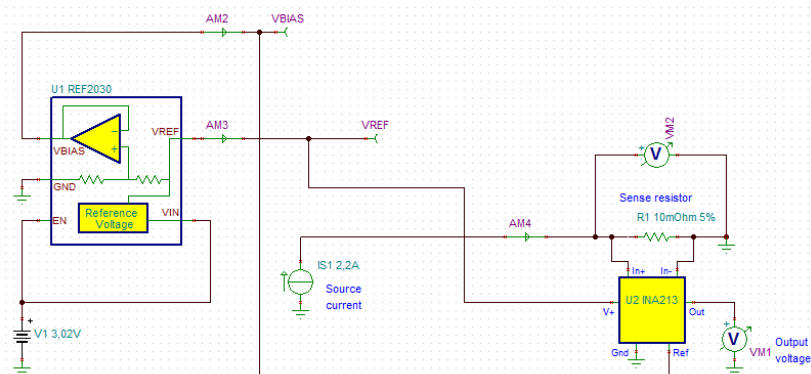 AM2
VBIAS
U1 REF2030
VREF
AM3
VREF
VBIAS
GND
EN
Reference
Voltage
VIN
V1 3,02V
+
IS1 2,2A
Source
current
AM4
VM2
+
V
Sense resistor
R1 10mOhm 5%
In+
In-
U2 INA213
V+
Out
Gnd
Ref
+
V
VM1
Output
voltage